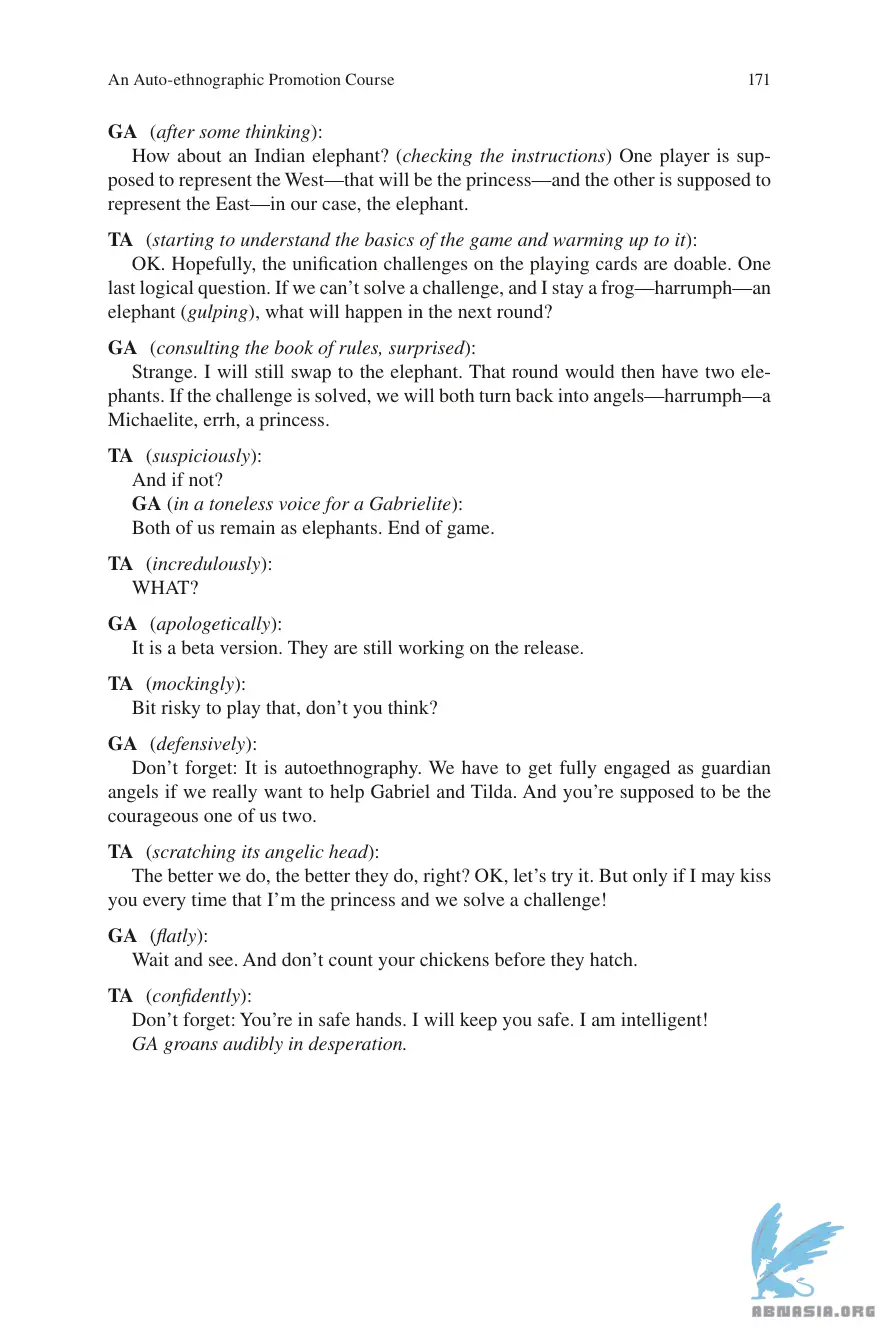 An Auto-ethnographic Promotion Course 171
GA (after some thinking):
How about an Indian elephant? (checking the instructions) One player is sup-
posed to represent the West—that will be the princess—and the other is supposed to
represent the East—in our case, the elephant.
TA (starting to understand the basics of the game and warming up to it):
OK. Hopefully, the unification challenges on the playing cards are doable. One
last logical question. If we can’t solve a challenge, and I stay a frog—harrumph—an
elephant (gulping), what will happen in the next round?
GA (consulting the book of rules, surprised):
Strange. I will still swap to the elephant. That round would then have two ele-
phants. If the challenge is solved, we will both turn back into angels—harrumph—a
Michaelite, errh, a princess.
TA (suspiciously):
And if not?
GA (in a toneless voice for a Gabrielite):
Both of us remain as elephants. End of game.
TA (incredulously):
WHAT?
GA (apologetically):
It is a beta version. They are still working on the release.
TA (mockingly):
Bit risky to play that, don’t you think?
GA (defensively):
Don’t forget: It is autoethnography. We have to get fully engaged as guardian
angels if we really want to help Gabriel and Tilda. And you’re supposed to be the
courageous one of us two.
TA (scratching its angelic head):
The better we do, the better they do, right? OK, let’s try it. But only if I may kiss
you every time that I’m the princess and we solve a challenge!
GA (flatly):
Wait and see. And don’t count your chickens before they hatch.
TA (confidently):
Don’t forget: You’re in safe hands. I will keep you safe. I am intelligent!
GA groans audibly in desperation.
ABNASIA.ORG